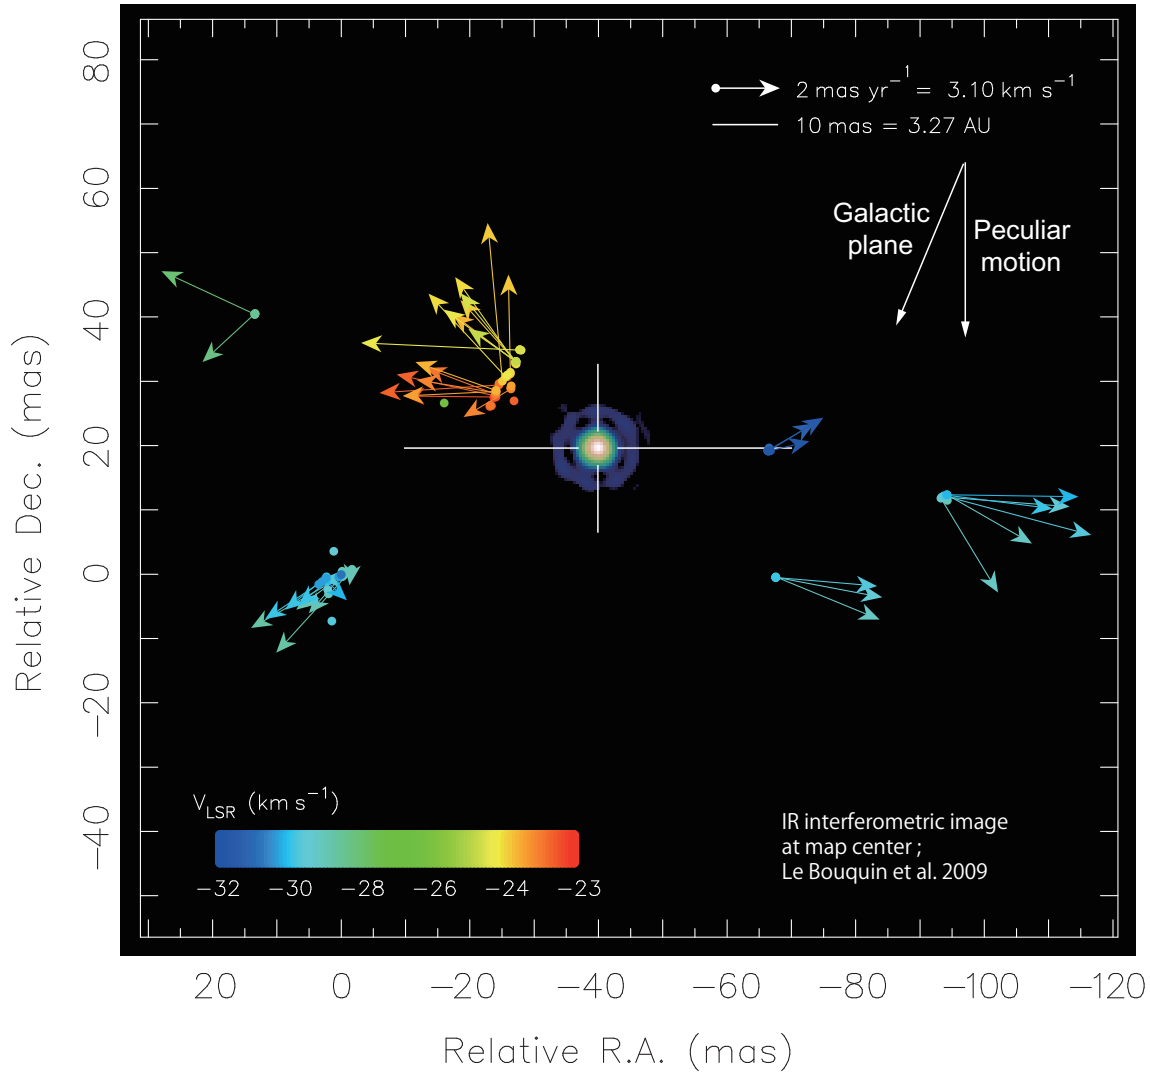 2 mas yr⁻¹ = 3.10 km s⁻¹
10 mas = 3.27 AU
Galactic
plane
Peculiar
motion
80
60
40
20
0
−20
−40
Relative Dec. (mas)
V_LSR (km s⁻¹)
−32 −30 −28 −26 −24 −23
IR interferometric image
at map center ;
Le Bouquin et al. 2009
20 0 −20 −40 −60 −80 −100 −120
Relative R.A. (mas)